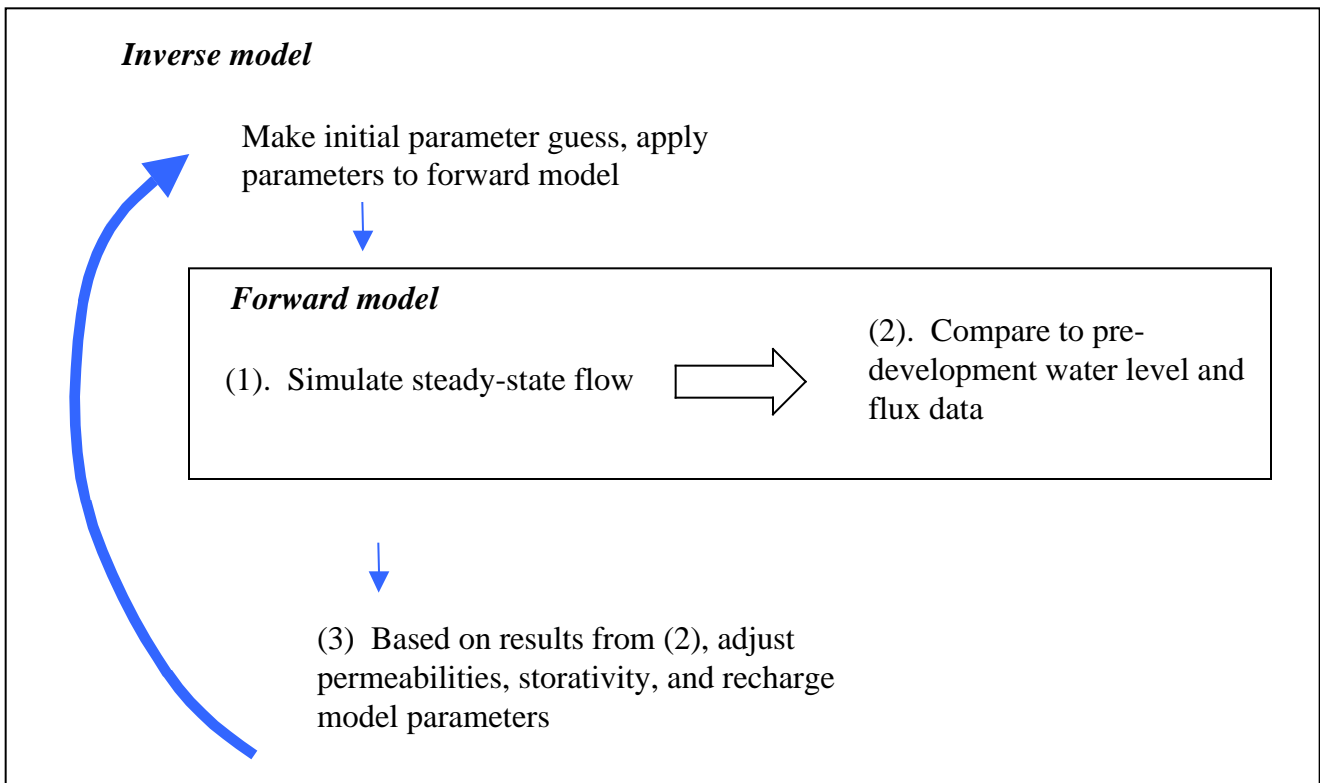 Inverse model
Make initial parameter guess, apply
parameters to forward model
Forward model
(1). Simulate steady-state flow
(2). Compare to pre-
development water level and
flux data
(3) Based on results from (2), adjust
permeabilities, storativity, and recharge
model parameters